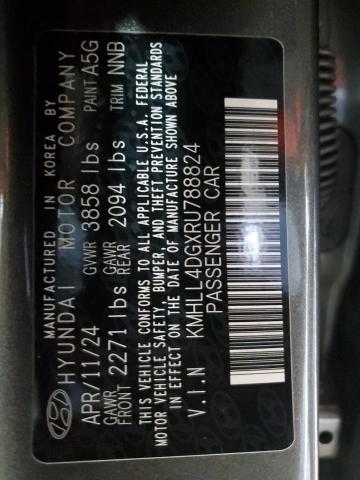 MANUFACTURED IN KOREA BY
HYUNDAI MOTOR COMPANY
APR/11/24 GVWR 3858 lbs PAINT A5G
GAWR FRONT 2271 lbs GAWR REAR 2094 lbs TRIM NNB
THIS VEHICLE CONFORMS TO ALL APPLICABLE U.S.A. FEDERAL
MOTOR VEHICLE SAFETY, BUMPER, AND THEFT PREVENTION STANDARDS
IN EFFECT ON THE DATE OF MANUFACTURE SHOWN ABOVE
V.I.N KMHLL4DGXRU788824
PASSENGER CAR